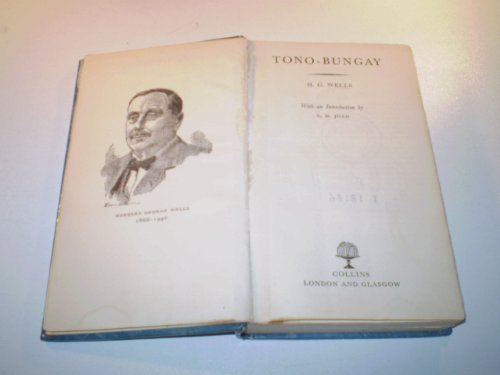 HERBERT GEORGE WELLS
1866–1946
TONO-BUNGAY
H. G. WELLS
With an Introduction by
C. M. JOAD
COLLINS
LONDON AND GLASGOW